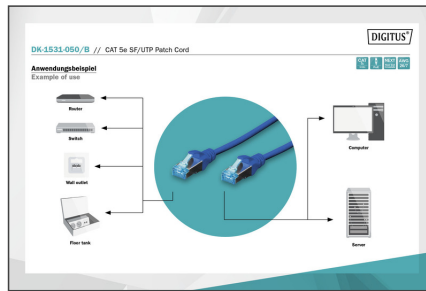 DIGITUS®
DK-1531-050/B // CAT 5e SF/UTP Patch Cord
Anwendungsbeispiel
Example of use
Router
Switch
Wall outlet
Floor tank
Computer
Server